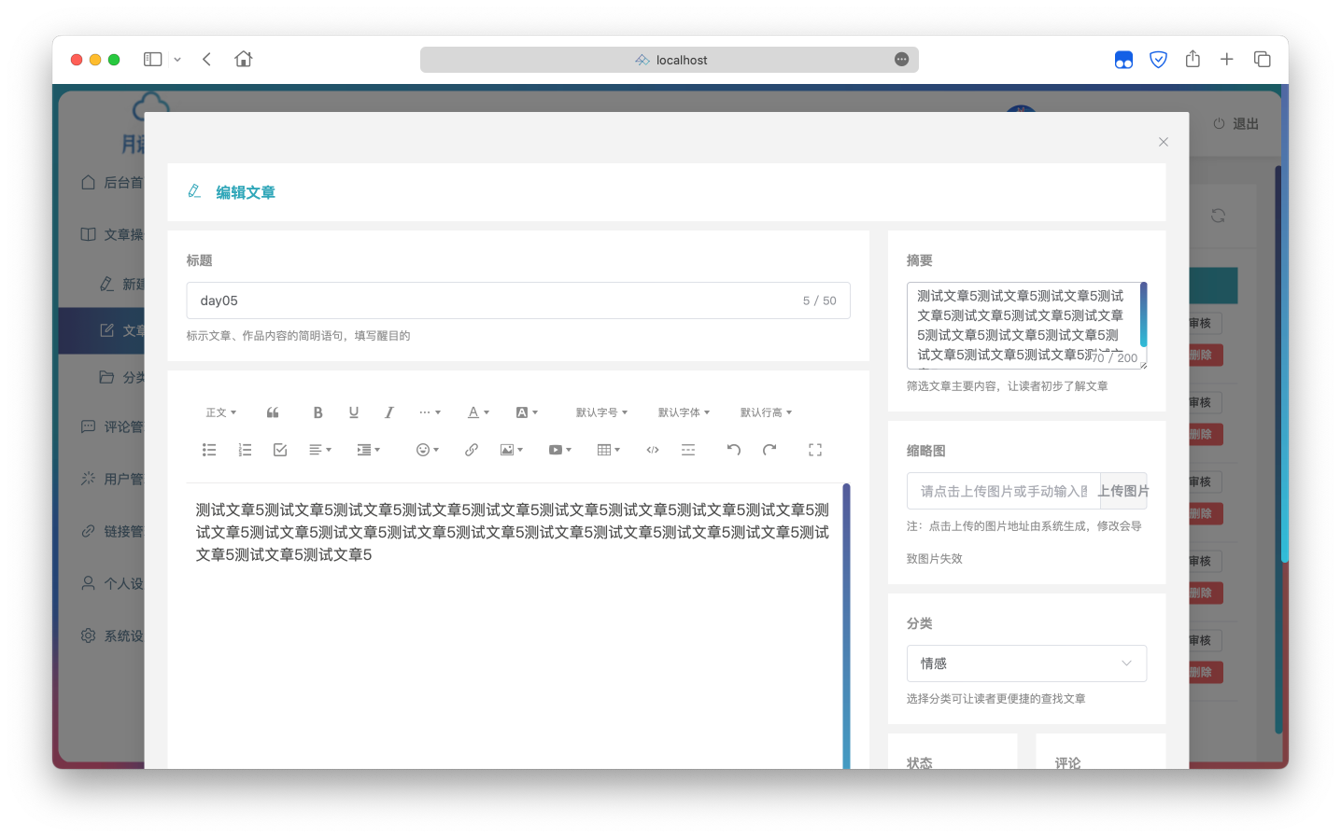 localhost
月语
退出
后台首
文章操
新建
文章
分类
评论管
用户管
链接管
个人设
系统设
编辑文章
标题
day05
5 / 50
标示文章、作品内容的简明语句，填写醒目的
正文
B U I A A
默认字号
默认字体
默认行高
测试文章5测试文章5测试文章5测试文章5测试文章5测试文章5测试文章5测试文章5测试文章5测
试文章5测试文章5测试文章5测试文章5测试文章5测试文章5测试文章5测试文章5测试文章5测试
文章5测试文章5测试文章5
摘要
测试文章5测试文章5测试文章5测试
文章5测试文章5测试文章5测试文章
5测试文章5测试文章5测试文章5测
试文章5测试文章5测试文章5测试文
70 / 200
筛选文章主要内容，让读者初步了解文章
缩略图
请点击上传图片或手动输入图
上传图片
注：点击上传的图片地址由系统生成，修改会导
致图片失效
分类
情感
选择分类可让读者更便捷的查找文章
状态
评论
审核
删除
审核
删除
审核
删除
审核
删除
审核
删除